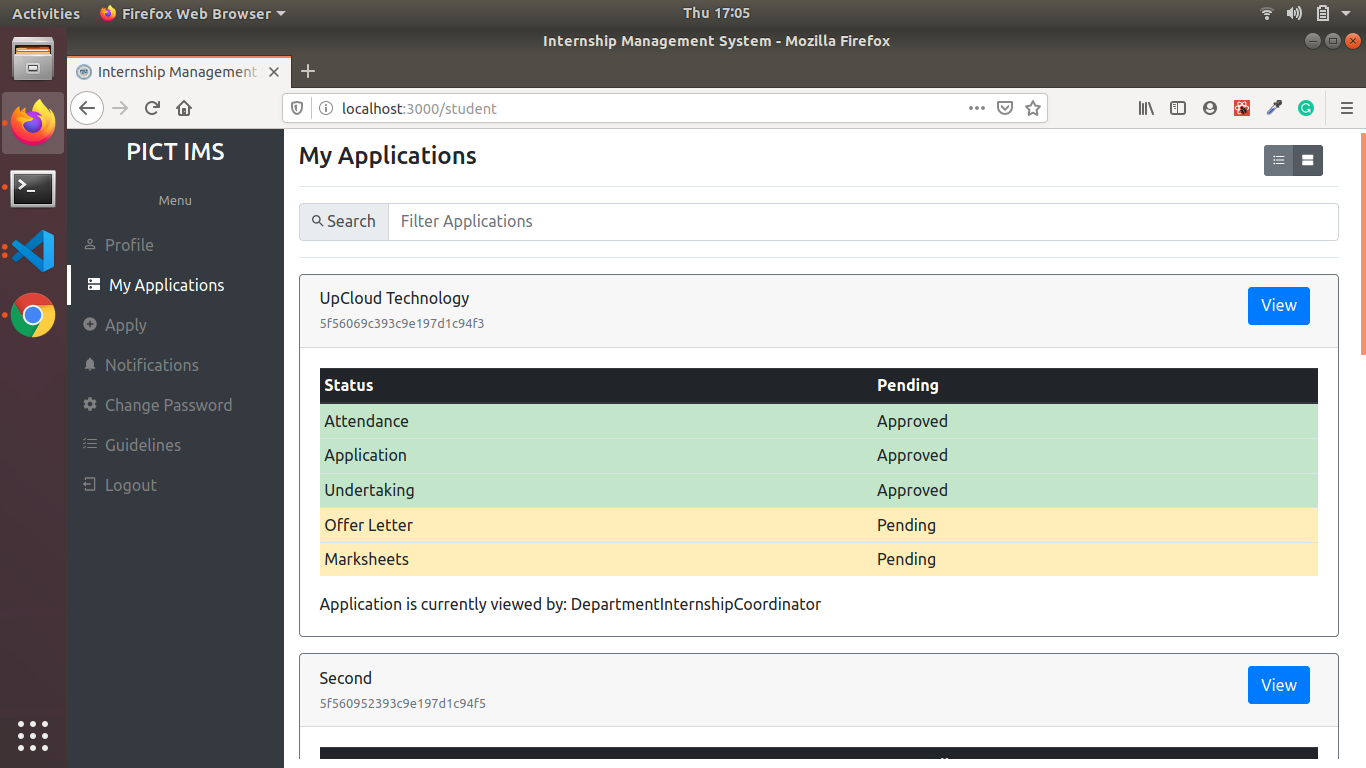 Activities Firefox Web Browser Thu 17:05
Internship Management System - Mozilla Firefox
Internship Management
localhost:3000/student
PICT IMS
Menu
Profile
My Applications
Apply
Notifications
Change Password
Guidelines
Logout
My Applications
Search Filter Applications
UpCloud Technology View
5f56069c393c9e197d1c94f3
Status Pending
Attendance Approved
Application Approved
Undertaking Approved
Offer Letter Pending
Marksheets Pending
Application is currently viewed by: DepartmentInternshipCoordinator
Second View
5f560952393c9e197d1c94f5